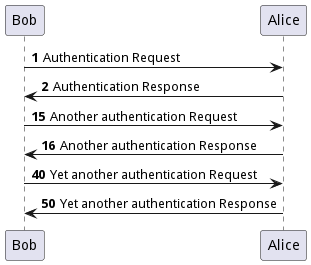 Bob Alice
1 Authentication Request
2 Authentication Response
15 Another authentication Request
16 Another authentication Response
40 Yet another authentication Request
50 Yet another authentication Response
Bob Alice